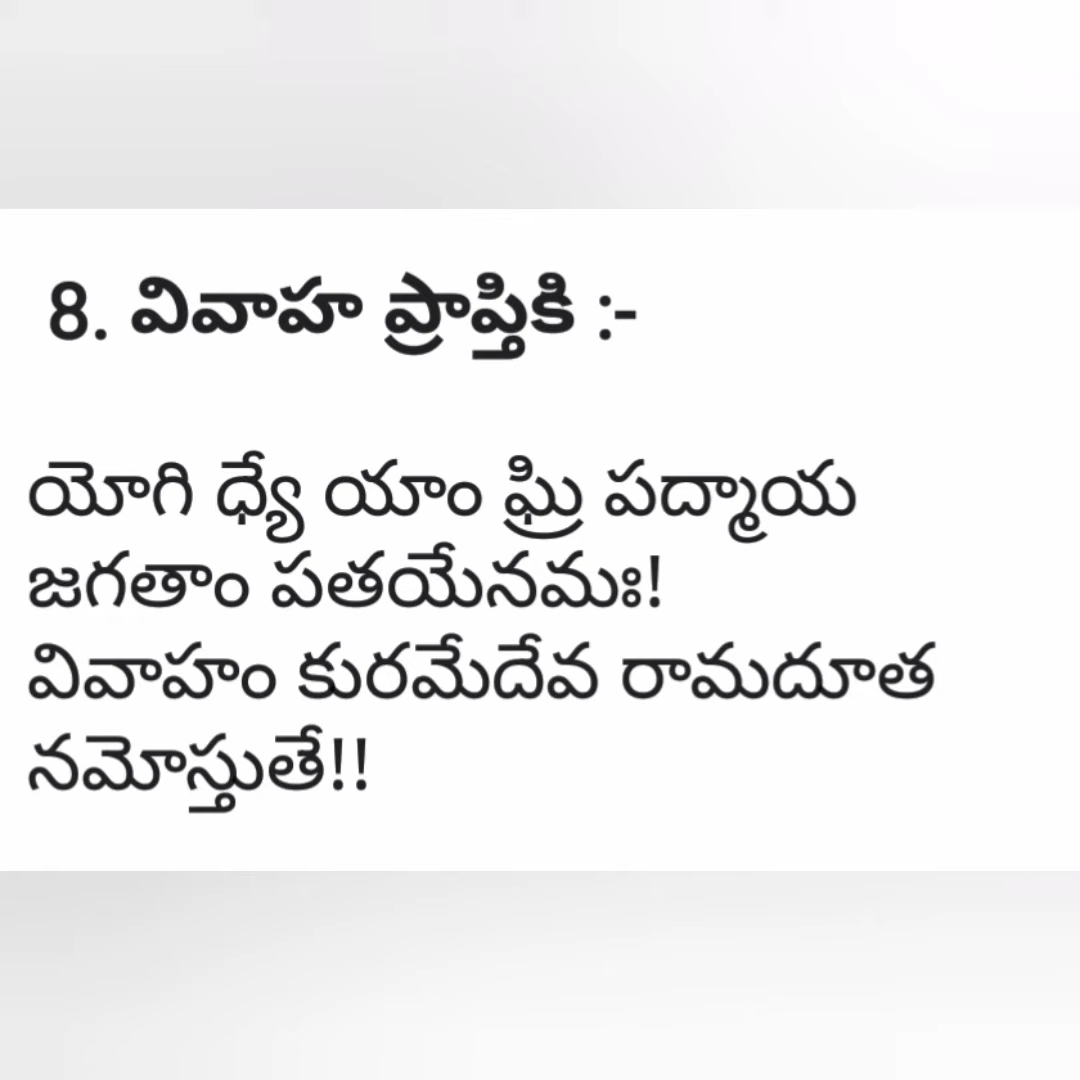 8. వివాహ ప్రాప్తికి :-
యోగి ధ్యే యాం ఘ్రి పద్మాయ
జగతాం పతయేనమః!
వివాహం కురమేదేవ రామదూత
నమోస్తుతే!!